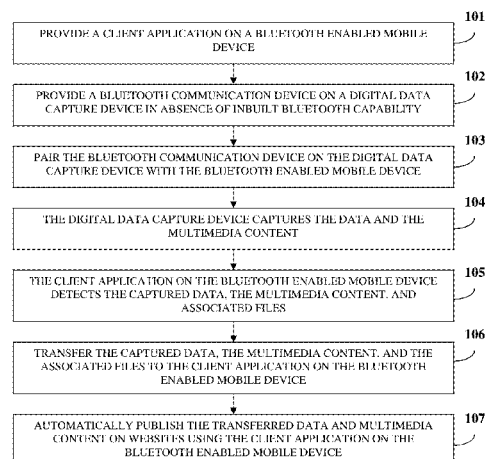 101
PROVIDE A CLIENT APPLICATION ON A BLUETOOTH ENABLED MOBILE
DEVICE
102
PROVIDE A BLUETOOTH COMMUNICATION DEVICE ON A DIGITAL DATA
CAPTURE DEVICE IN ABSENCE OF INBUILT BLUETOOTH CAPABILITY
103
PAIR THE BLUETOOTH COMMUNICATION DEVICE ON THE DIGITAL DATA
CAPTURE DEVICE WITH THE BLUETOOTH ENABLED MOBILE DEVICE
104
THE DIGITAL DATA CAPTURE DEVICE CAPTURES THE DATA AND THE
MULTIMEDIA CONTENT
105
THE CLIENT APPLICATION ON THE BLUETOOTH ENABLED MOBILE DEVICE
DETECTS THE CAPTURED DATA, THE MULTIMEDIA CONTENT, AND
ASSOCIATED FILES
106
TRANSFER THE CAPTURED DATA, THE MULTIMEDIA CONTENT, AND THE
ASSOCIATED FILES TO THE CLIENT APPLICATION ON THE BLUETOOTH
ENABLED MOBILE DEVICE
107
AUTOMATICALLY PUBLISH THE TRANSFERRED DATA AND MULTIMEDIA
CONTENT ON WEBSITES USING THE CLIENT APPLICATION ON THE
BLUETOOTH ENABLED MOBILE DEVICE